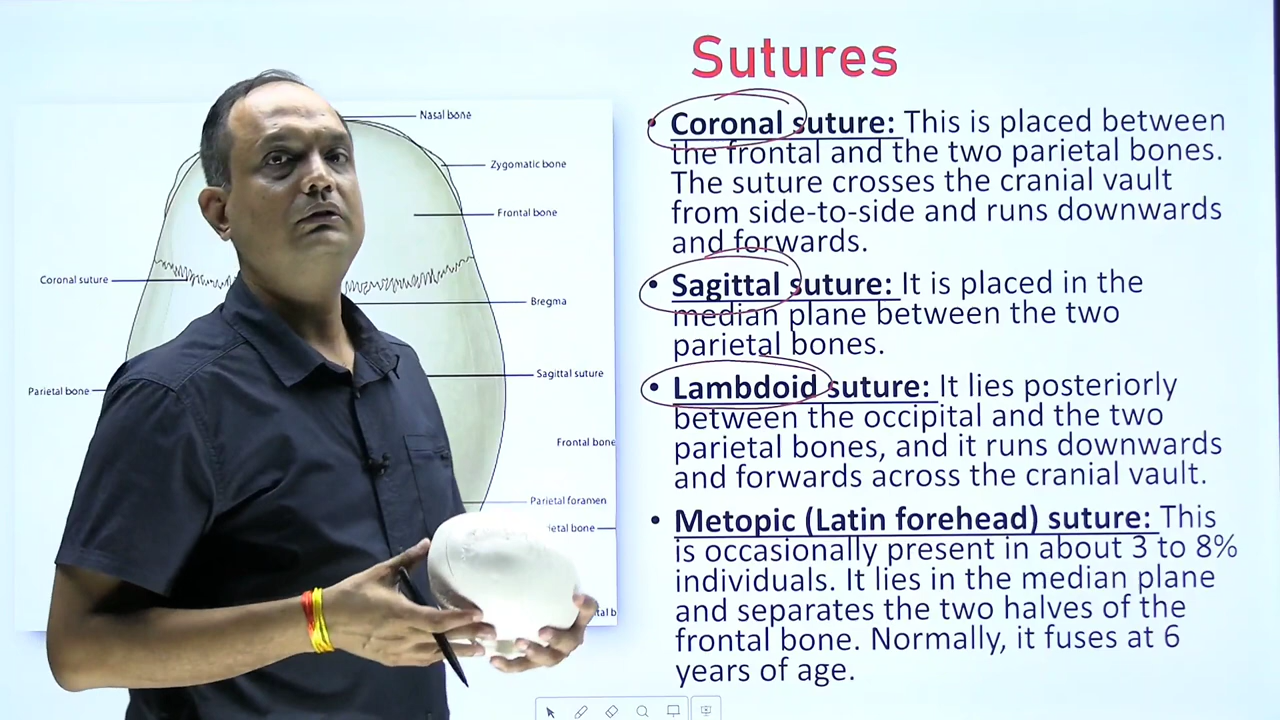 Sutures
Nasal bone
Zygomatic bone
Frontal bone
Coronal suture
Bregma
Sagittal suture
Parietal bone
Frontal bone
Parietal foramen
ietal bone
tal b
• Coronal suture: This is placed between
the frontal and the two parietal bones.
The suture crosses the cranial vault
from side-to-side and runs downwards
and forwards.
• Sagittal suture: It is placed in the
median plane between the two
parietal bones.
• Lambdoid suture: It lies posteriorly
between the occipital and the two
parietal bones, and it runs downwards
and forwards across the cranial vault.
• Metopic (Latin forehead) suture: This
is occasionally present in about 3 to 8%
individuals. It lies in the median plane
and separates the two halves of the
frontal bone. Normally, it fuses at 6
years of age.